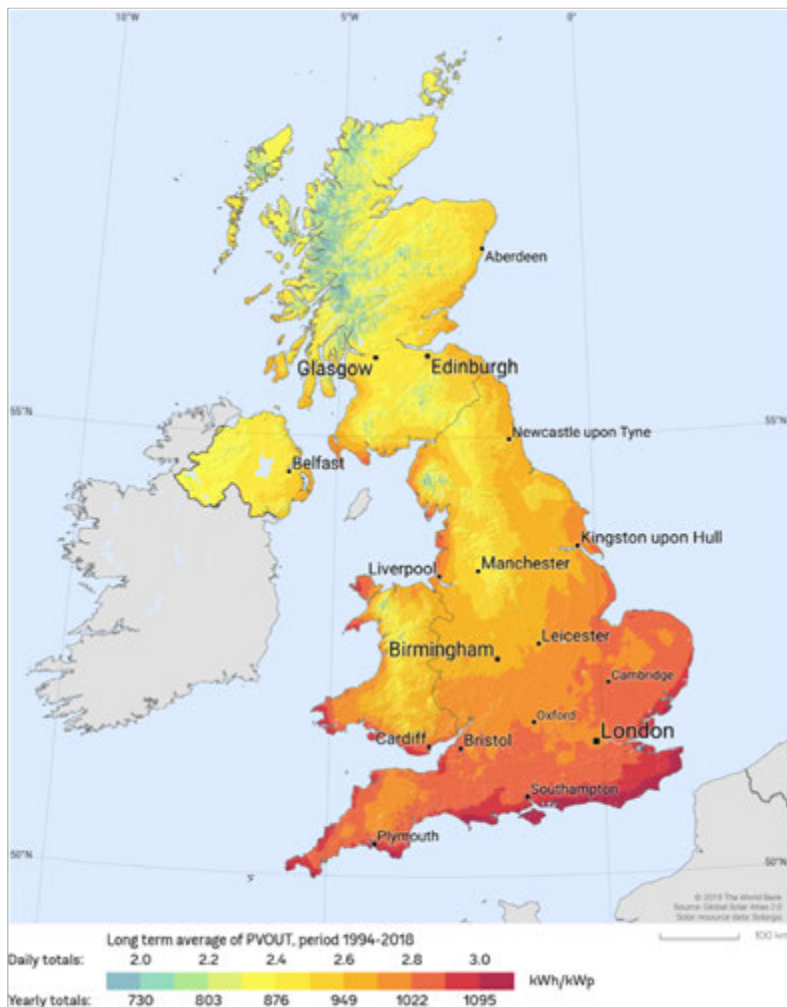 10°W
5°W
0°
Aberdeen
Glasgow
Edinburgh
55°N
55°N
Newcastle upon Tyne
Belfast
Kingston upon Hull
Liverpool
Manchester
Leicester
Birmingham
Cambridge
Oxford
London
Cardiff
Bristol
Southampton
Plymouth
50°N
50°N
© 2019 The World Bank
Source: Global Solar Atlas 2.0
Solar resource data: Solargis
100 km
Long term average of PVOUT, period 1994-2018
Daily totals: 2.0 2.2 2.4 2.6 2.8 3.0
kWh/kWp
Yearly totals: 730 803 876 949 1022 1095